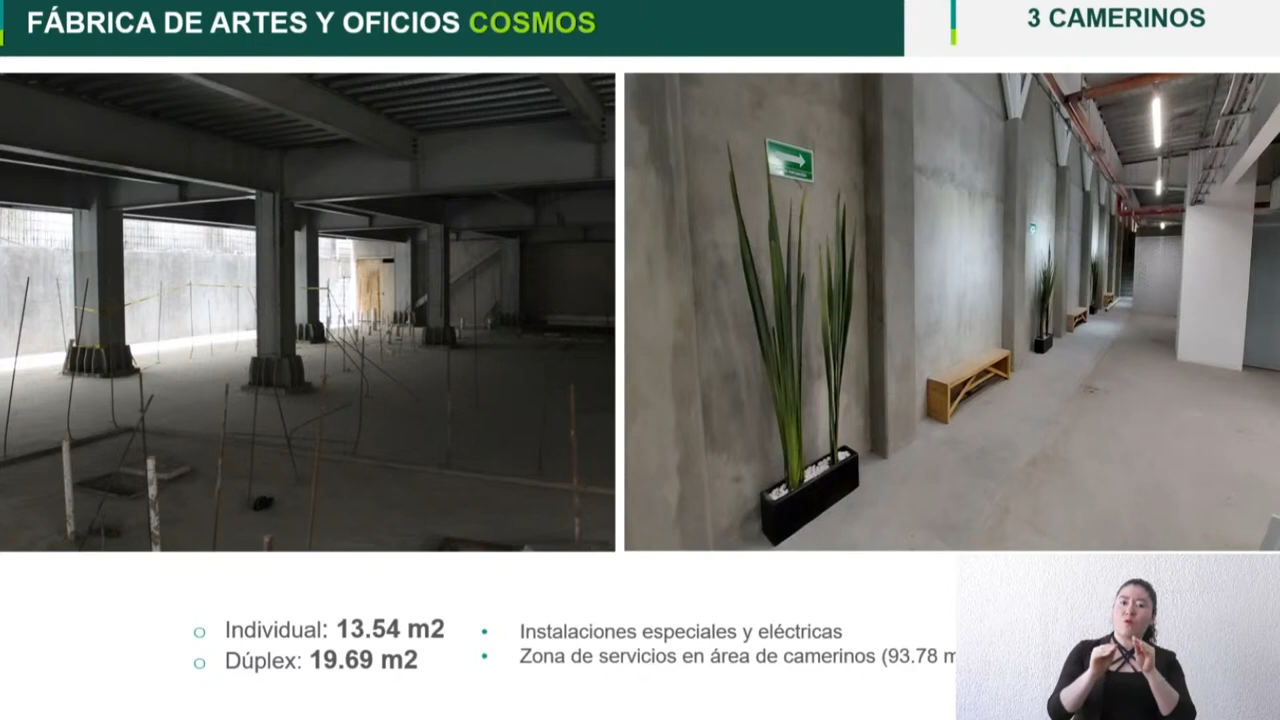 FÁBRICA DE ARTES Y OFICIOS COSMOS
3 CAMERINOS
o Individual: 13.54 m2
o Dúplex: 19.69 m2
• Instalaciones especiales y eléctricas
• Zona de servicios en área de camerinos (93.78 m